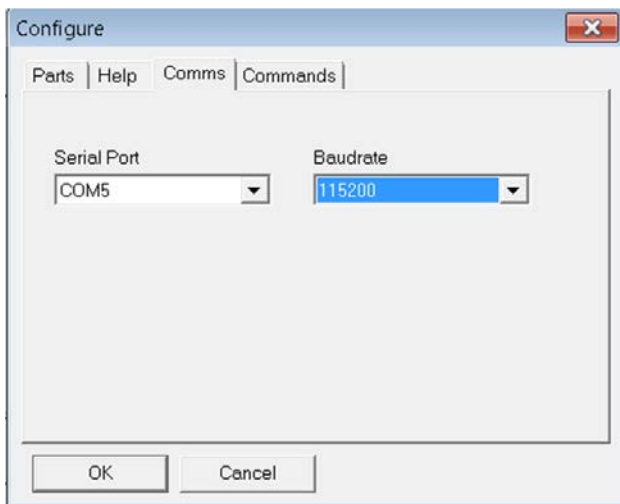 Configure
Parts Help Comms Commands
Serial Port Baudrate
COM5 115200
OK Cancel